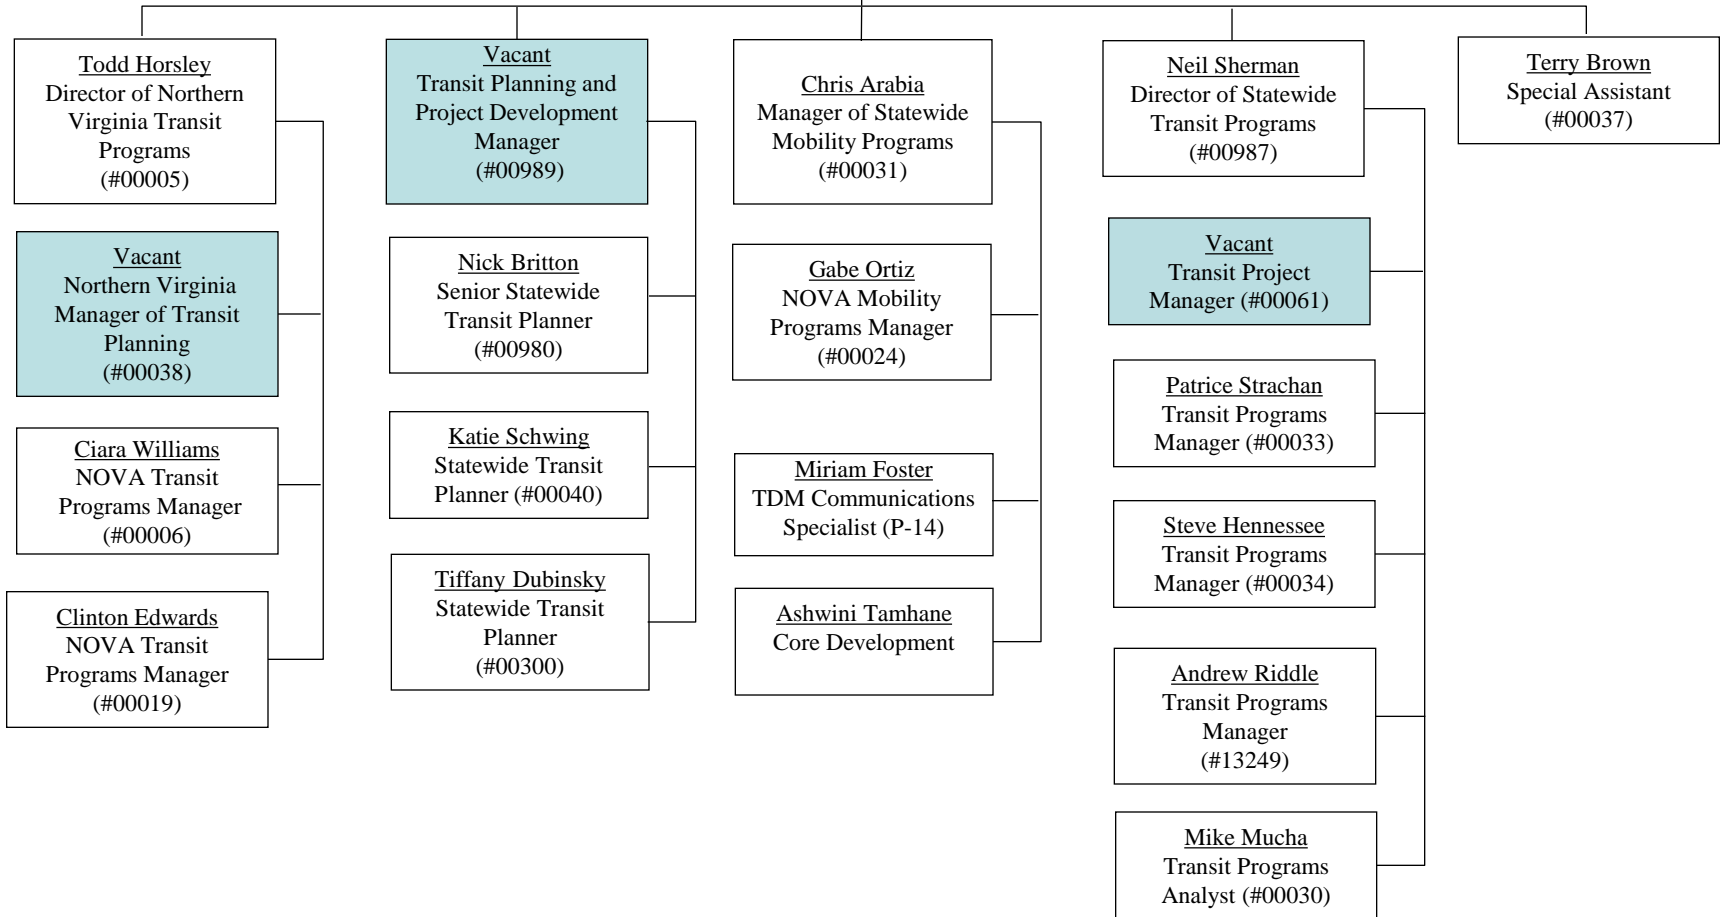 Todd Horsley
Director of Northern
Virginia Transit
Programs
(#00005)
Vacant
Northern Virginia
Manager of Transit
Planning
(#00038)
Ciara Williams
NOVA Transit
Programs Manager
(#00006)
Clinton Edwards
NOVA Transit
Programs Manager
(#00019)
Vacant
Transit Planning and
Project Development
Manager
(#00989)
Nick Britton
Senior Statewide
Transit Planner
(#00980)
Katie Schwing
Statewide Transit
Planner (#00040)
Tiffany Dubinsky
Statewide Transit
Planner
(#00300)
Chris Arabia
Manager of Statewide
Mobility Programs
(#00031)
Gabe Ortiz
NOVA Mobility
Programs Manager
(#00024)
Miriam Foster
TDM Communications
Specialist (P-14)
Ashwini Tamhane
Core Development
Neil Sherman
Director of Statewide
Transit Programs
(#00987)
Vacant
Transit Project
Manager (#00061)
Patrice Strachan
Transit Programs
Manager (#00033)
Steve Hennessee
Transit Programs
Manager (#00034)
Andrew Riddle
Transit Programs
Manager
(#13249)
Mike Mucha
Transit Programs
Analyst (#00030)
Terry Brown
Special Assistant
(#00037)